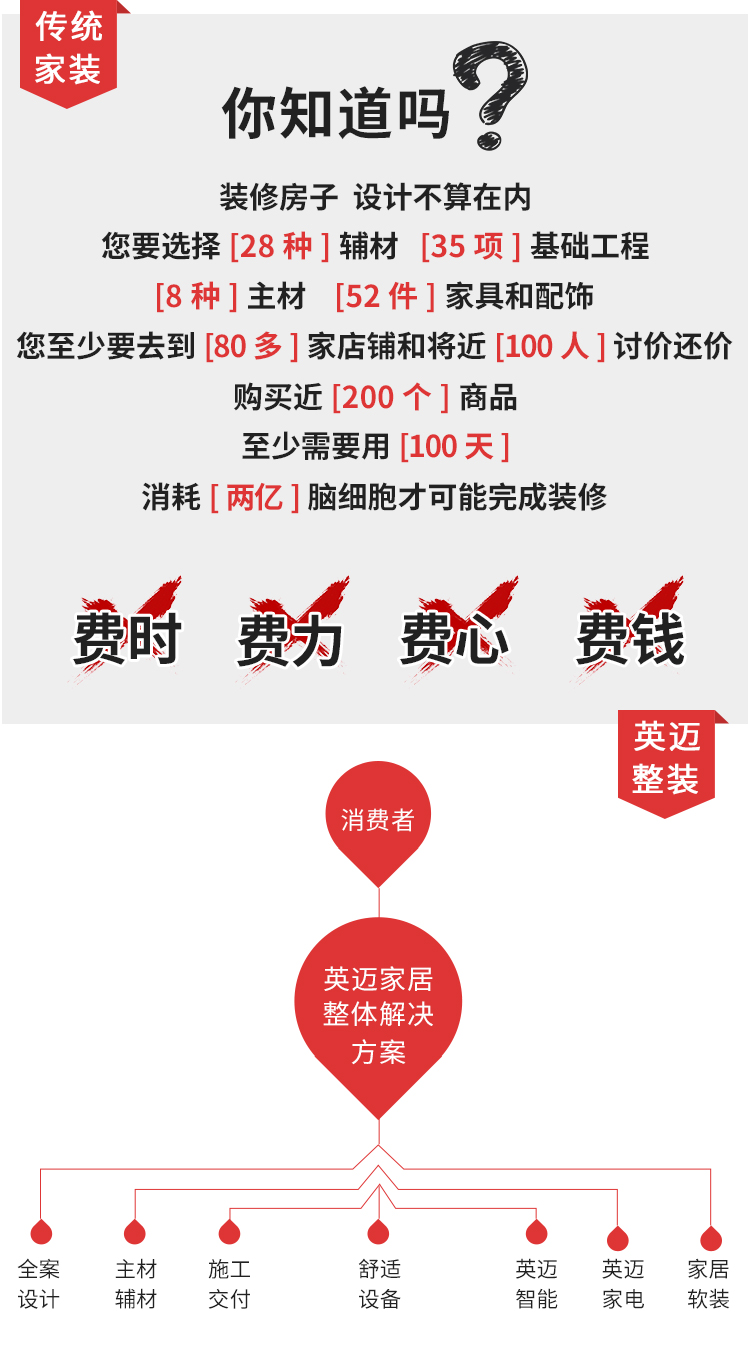 传统
家装
你知道吗?
装修房子 设计不算在内
您要选择 [28 种 ] 辅材 [35 项 ] 基础工程
[8 种 ] 主材 [52 件 ] 家具和配饰
您至少要去到 [80 多 ] 家店铺和将近 [100 人 ] 讨价还价
购买近 [200 个 ] 商品
至少需要用 [100 天 ]
消耗 [ 两亿 ] 脑细胞才可能完成装修
费时 费力 费心 费钱
英迈
整装
消费者
英迈家居
整体解决
方案
全案
设计
主材
辅材
施工
交付
舒适
设备
英迈
智能
英迈
家电
家居
软装